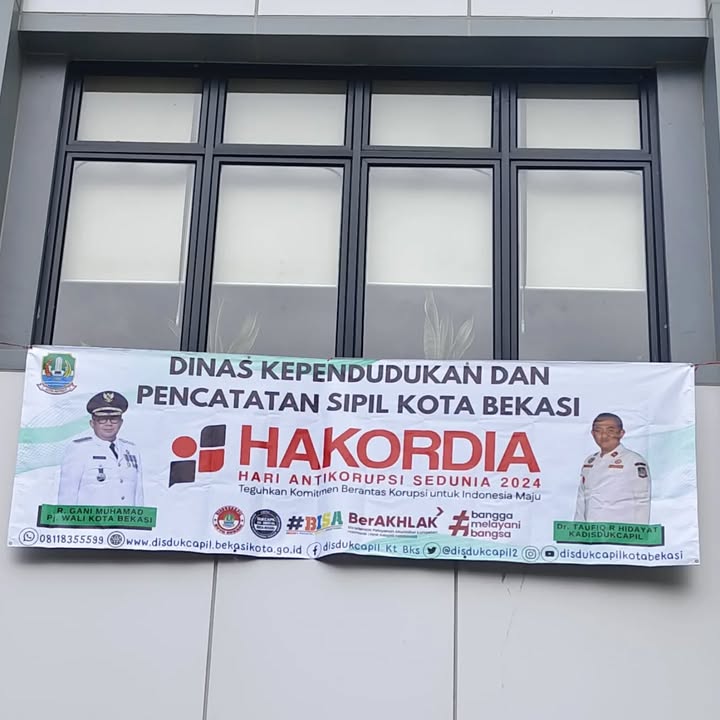 DINAS KEPENDUDUKAN DAN
PENCATATAN SIPIL KOTA BEKASI
HAKORDIA
HARI ANTIKORUPSI SEDUNIA 2024
Teguhkan Komitmen Berantas Korupsi untuk Indonesia Maju
R. GANI MUHAMAD
Pj. WALI KOTA BEKASI
#BISA
BerAKHLAK
#bangga
melayani
bangsa
Dr. TAUFIQ R HIDAYAT
KADISDUKCAPIL
08118355599 www.disdukcapil.bekasikota.go.id disdukcapil Kt Bks @disdukcapil2 disdukcapilkotabekasi